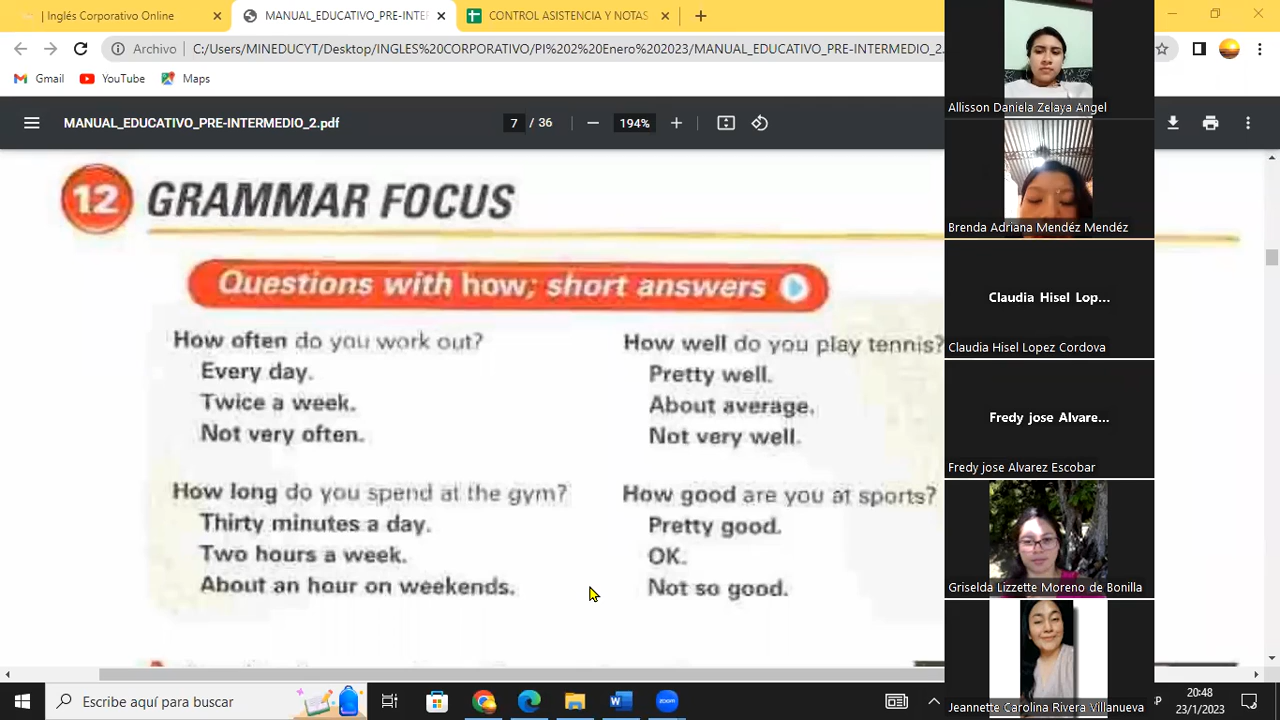 | Inglés Corporativo Online
MANUAL_EDUCATIVO_PRE-INTER
CONTROL ASISTENCIA Y NOTAS
Archivo
C:/Users/MINEDUCYT/Desktop/INGLES%20CORPORATIVO/PI%202%20Enero%202023/MANUAL_EDUCATIVO_PRE-INTERMEDIO_2.
Gmail
YouTube
Maps
MANUAL_EDUCATIVO_PRE-INTERMEDIO_2.pdf
7 / 36
194%
12 GRAMMAR FOCUS
Questions with how; short answers
How often do you work out?
Every day.
Twice a week.
Not very often.
How long do you spend at the gym?
Thirty minutes a day.
Two hours a week.
About an hour on weekends.
How well do you play tennis?
Pretty well.
About average.
Not very well.
How good are you at sports?
Pretty good.
OK.
Not so good.
Allisson Daniela Zelaya Angel
Brenda Adriana Mendéz Mendéz
Claudia Hisel Lop...
Claudia Hisel Lopez Cordova
Fredy jose Alvare...
Fredy jose Alvarez Escobar
Griselda Lizzette Moreno de Bonilla
Jeannette Carolina Rivera Villanueva
Escribe aquí para buscar
zoom
20:48
23/1/2023